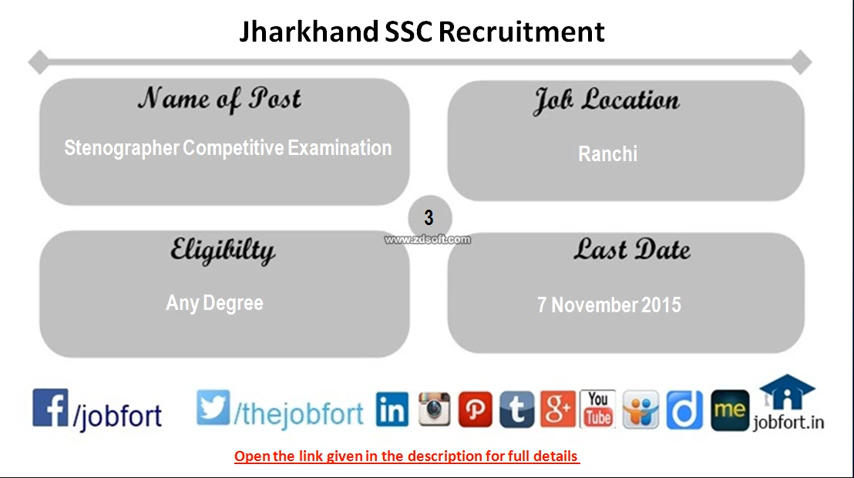 Jharkhand SSC Recruitment
Name of Post
Stenographer Competitive Examination
Job Location
Ranchi
3
www.zdsoft.com
Eligibilty
Any Degree
Last Date
7 November 2015
f /jobfort
/thejobfort
in
t
g+
You
Tube
d
me
jobfort.in
Open the link given in the description for full details